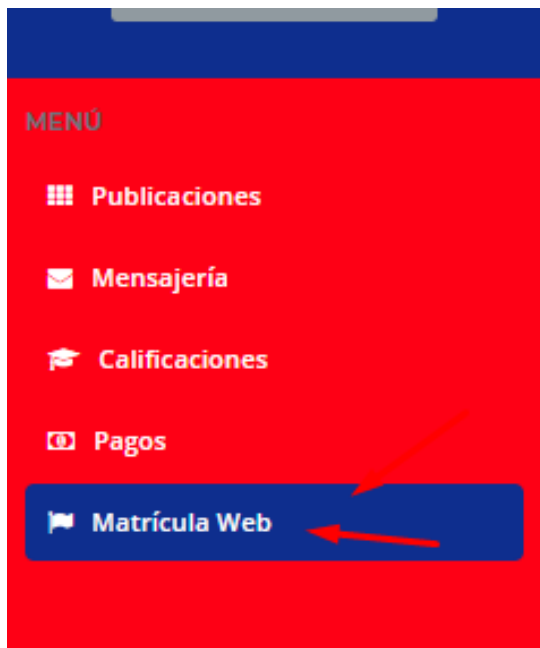 MENÚ
Publicaciones
Mensajería
Calificaciones
Pagos
Matrícula Web